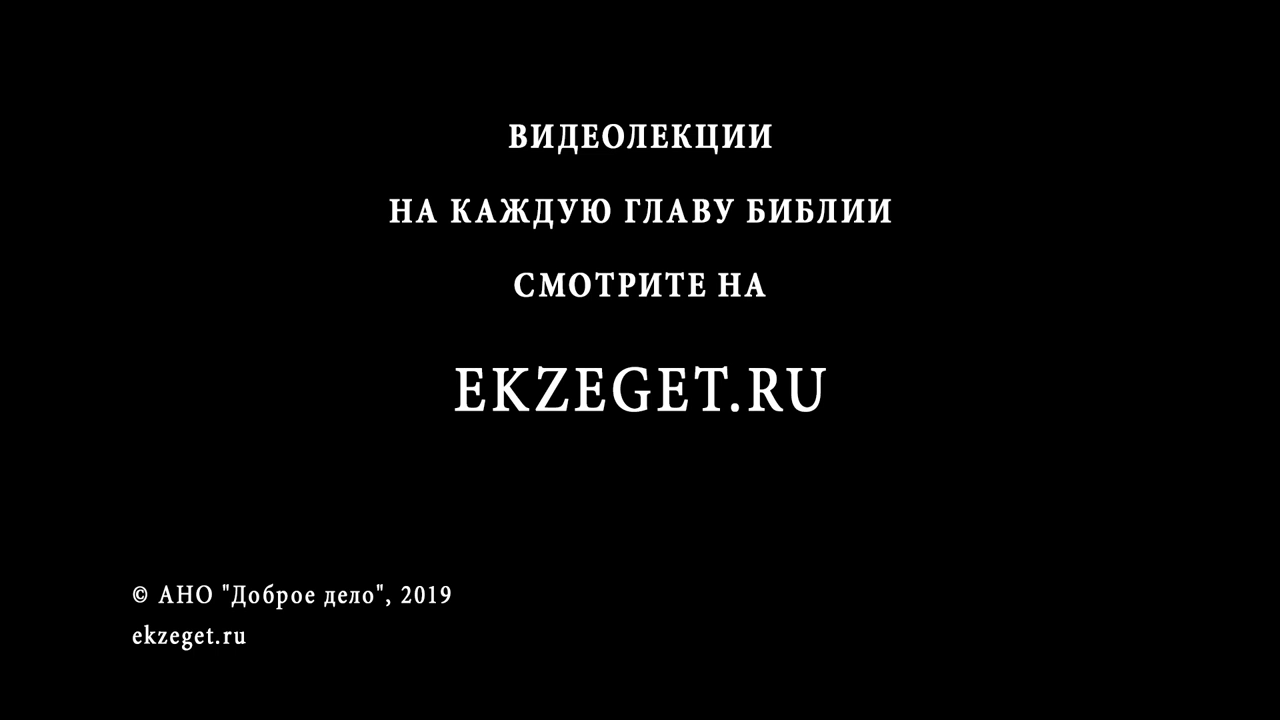 ВИДЕОЛЕКЦИИ
НА КАЖДУЮ ГЛАВУ БИБЛИИ
СМОТРИТЕ НА
EKZEGET.RU
© АНО "Доброе дело", 2019
ekzeget.ru